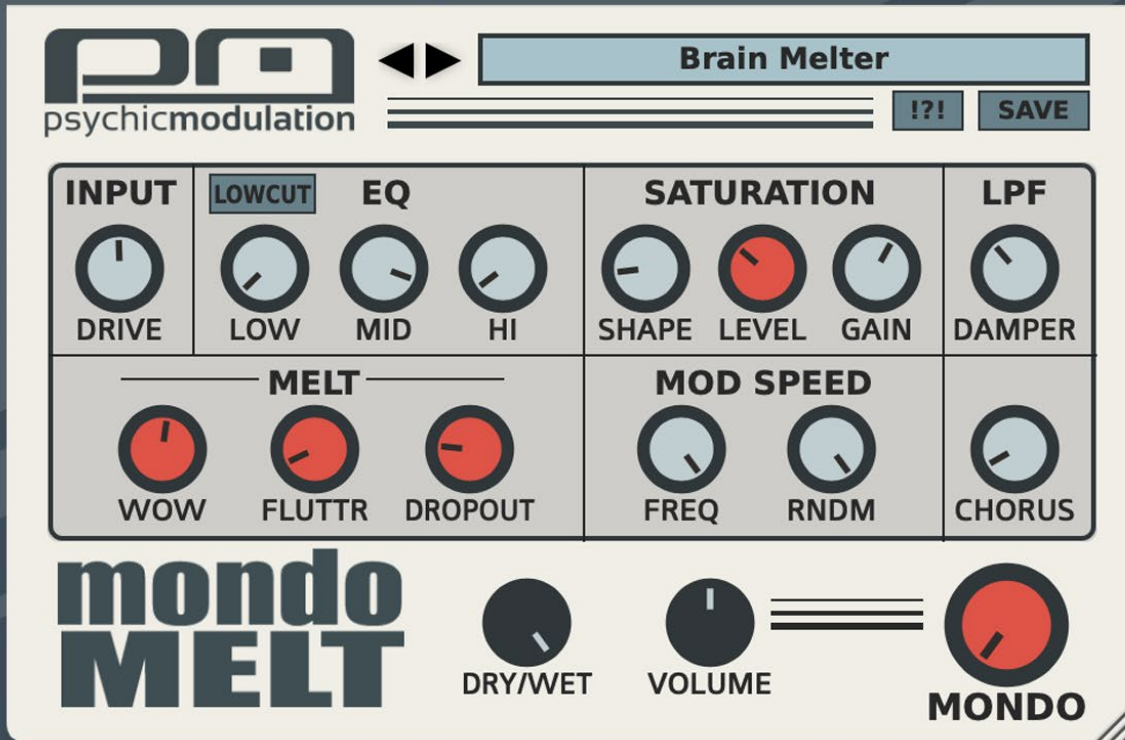 PM
psychicmodulation
Brain Melter
!?! SAVE
INPUT LOWCUT EQ SATURATION LPF
DRIVE LOW MID HI SHAPE LEVEL GAIN DAMPER
MELT MOD SPEED
WOW FLUTTR DROPOUT FREQ RNDM CHORUS
mondo
MELT
DRY/WET VOLUME MONDO